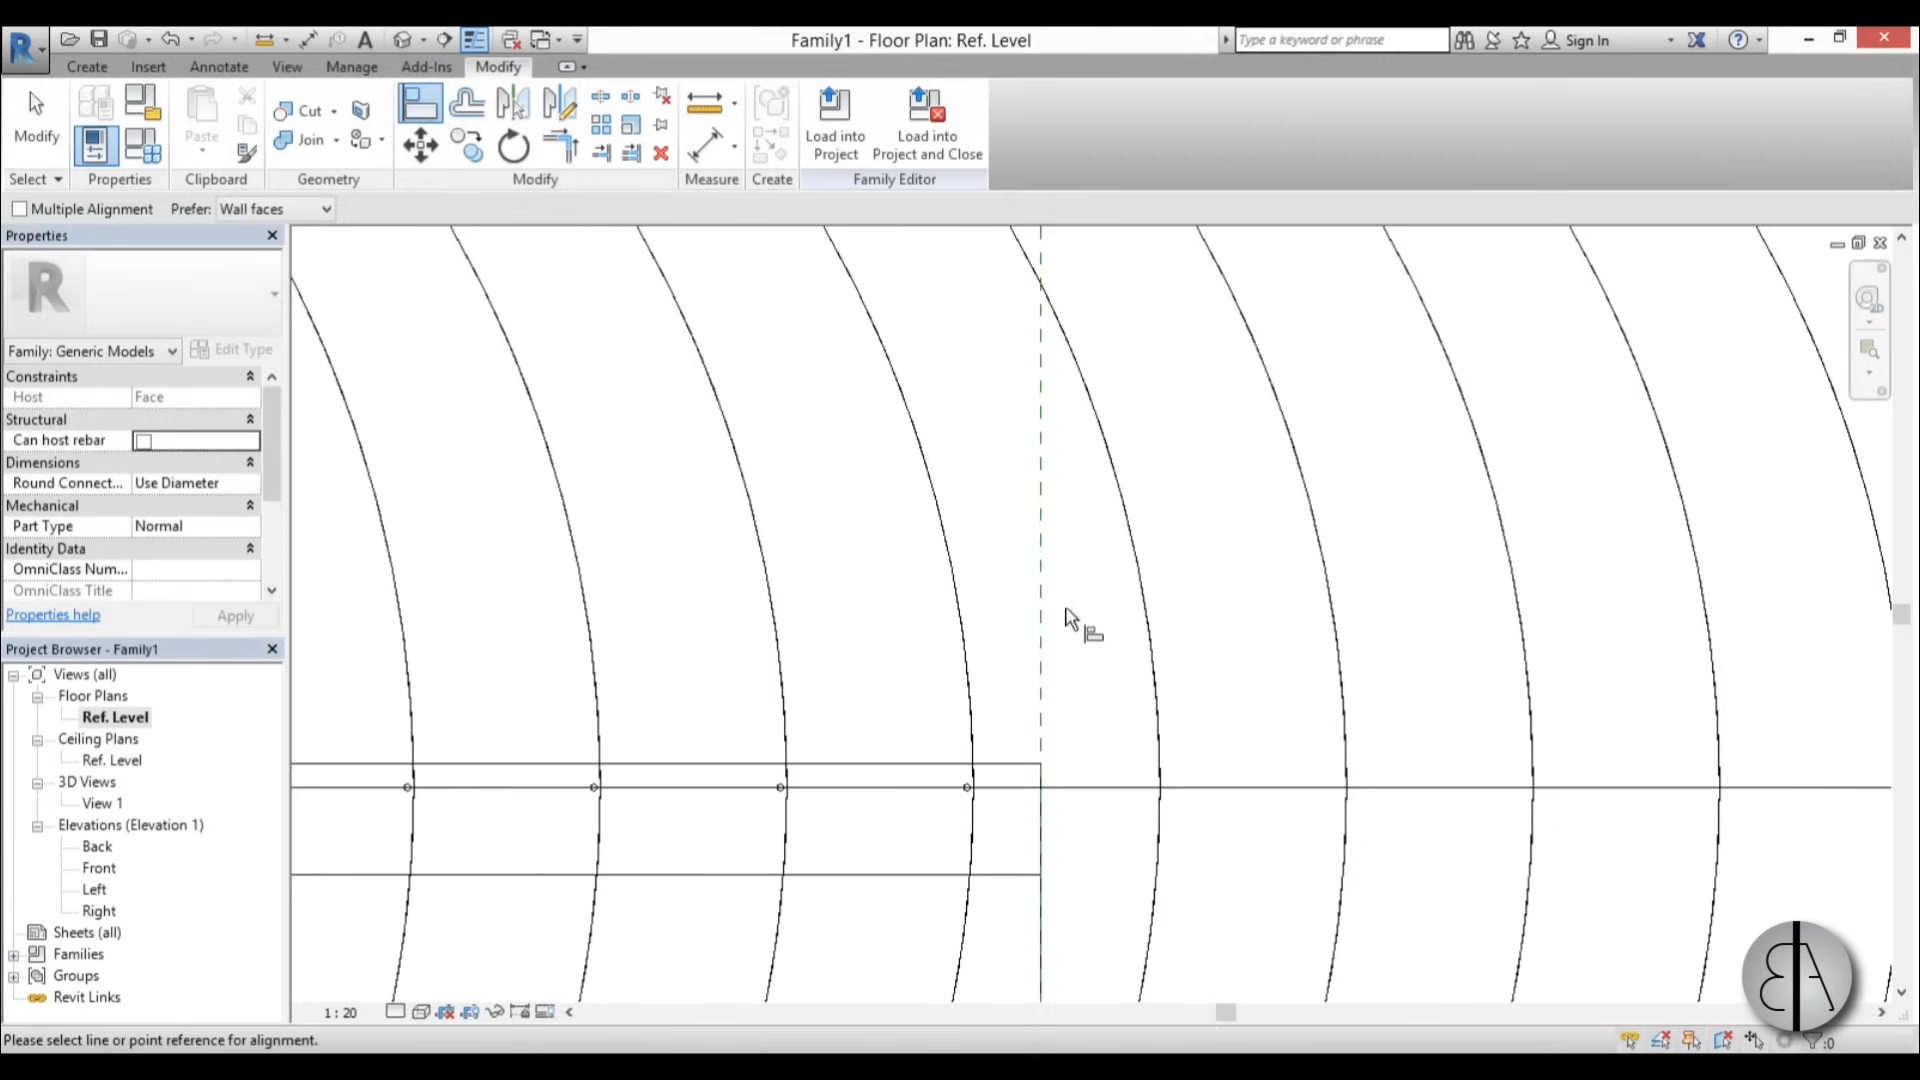 Family1 - Floor Plan: Ref. Level
Type a keyword or phrase
Sign In
Create Insert Annotate View Manage Add-Ins Modify
Modify
Paste
Cut
Join
Load into
Project
Load into
Project and Close
Select Properties Clipboard Geometry Modify Measure Create Family Editor
Multiple Alignment Prefer: Wall faces
Properties
Family: Generic Models Edit Type
Constraints
Host Face
Structural
Can host rebar
Dimensions
Round Connect... Use Diameter
Mechanical
Part Type Normal
Identity Data
OmniClass Num...
OmniClass Title
Properties help Apply
Project Browser - Family1
Views (all)
Floor Plans
Ref. Level
Ceiling Plans
Ref. Level
3D Views
View 1
Elevations (Elevation 1)
Back
Front
Left
Right
Sheets (all)
Families
Groups
Revit Links
1 : 20
Please select line or point reference for alignment.
:0